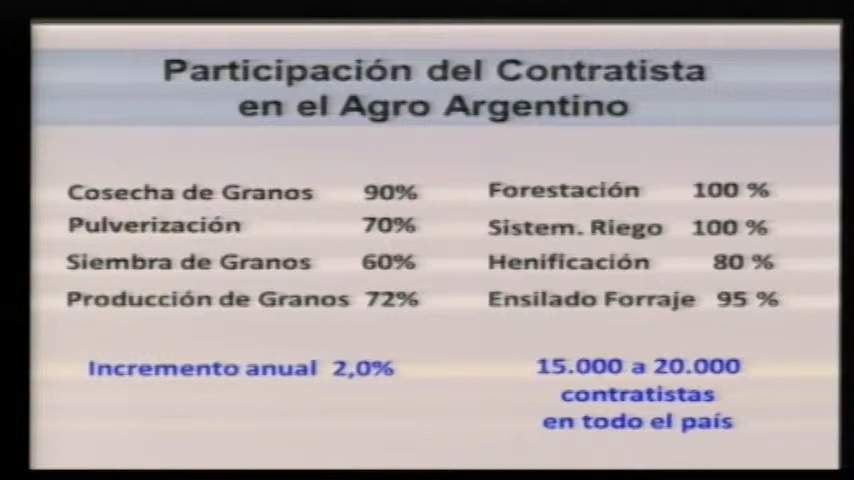 Participación del Contratista
en el Agro Argentino
Cosecha de Granos 90%
Pulverización 70%
Siembra de Granos 60%
Producción de Granos 72%
Forestación 100 %
Sistem. Riego 100 %
Henificación 80 %
Ensilado Forraje 95 %
Incremento anual 2,0%
15.000 a 20.000
contratistas
en todo el país